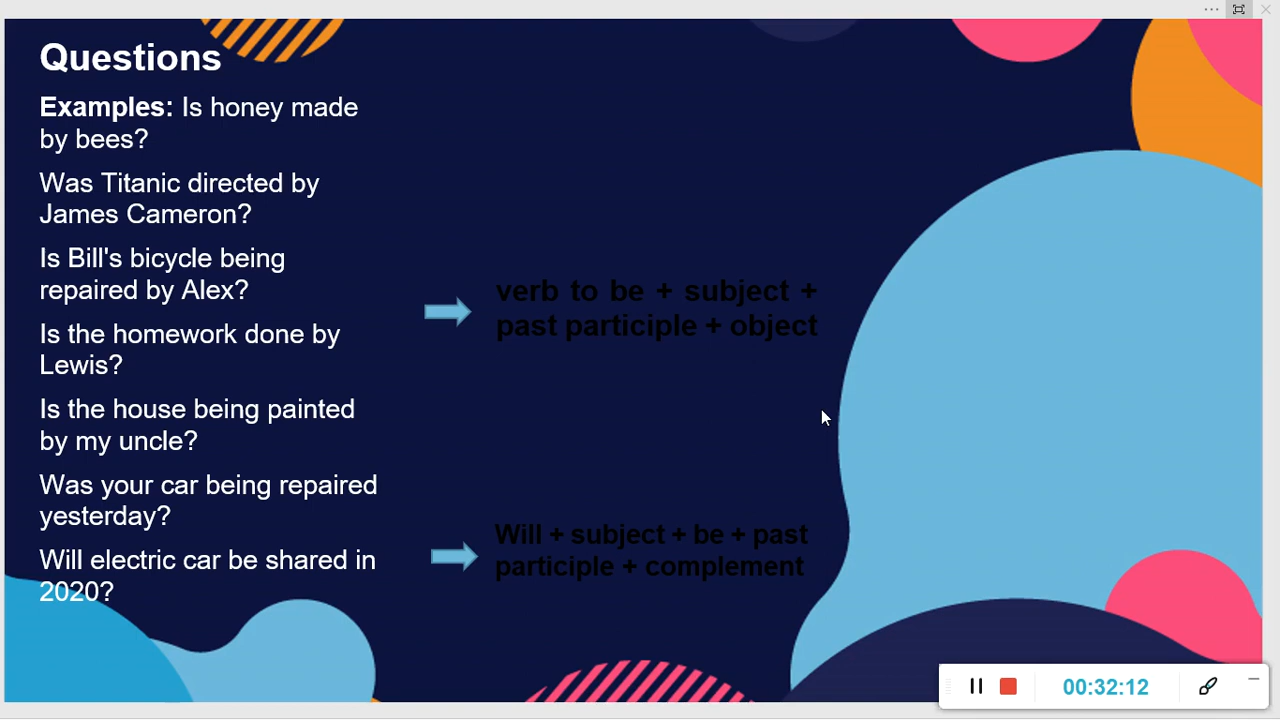 Questions
Examples: Is honey made
by bees?
Was Titanic directed by
James Cameron?
Is Bill's bicycle being
repaired by Alex?
Is the homework done by
Lewis?
Is the house being painted
by my uncle?
Was your car being repaired
yesterday?
Will electric car be shared in
2020?
verb to be + subject +
past participle + object
Will + subject + be + past
participle + complement
00:32:12